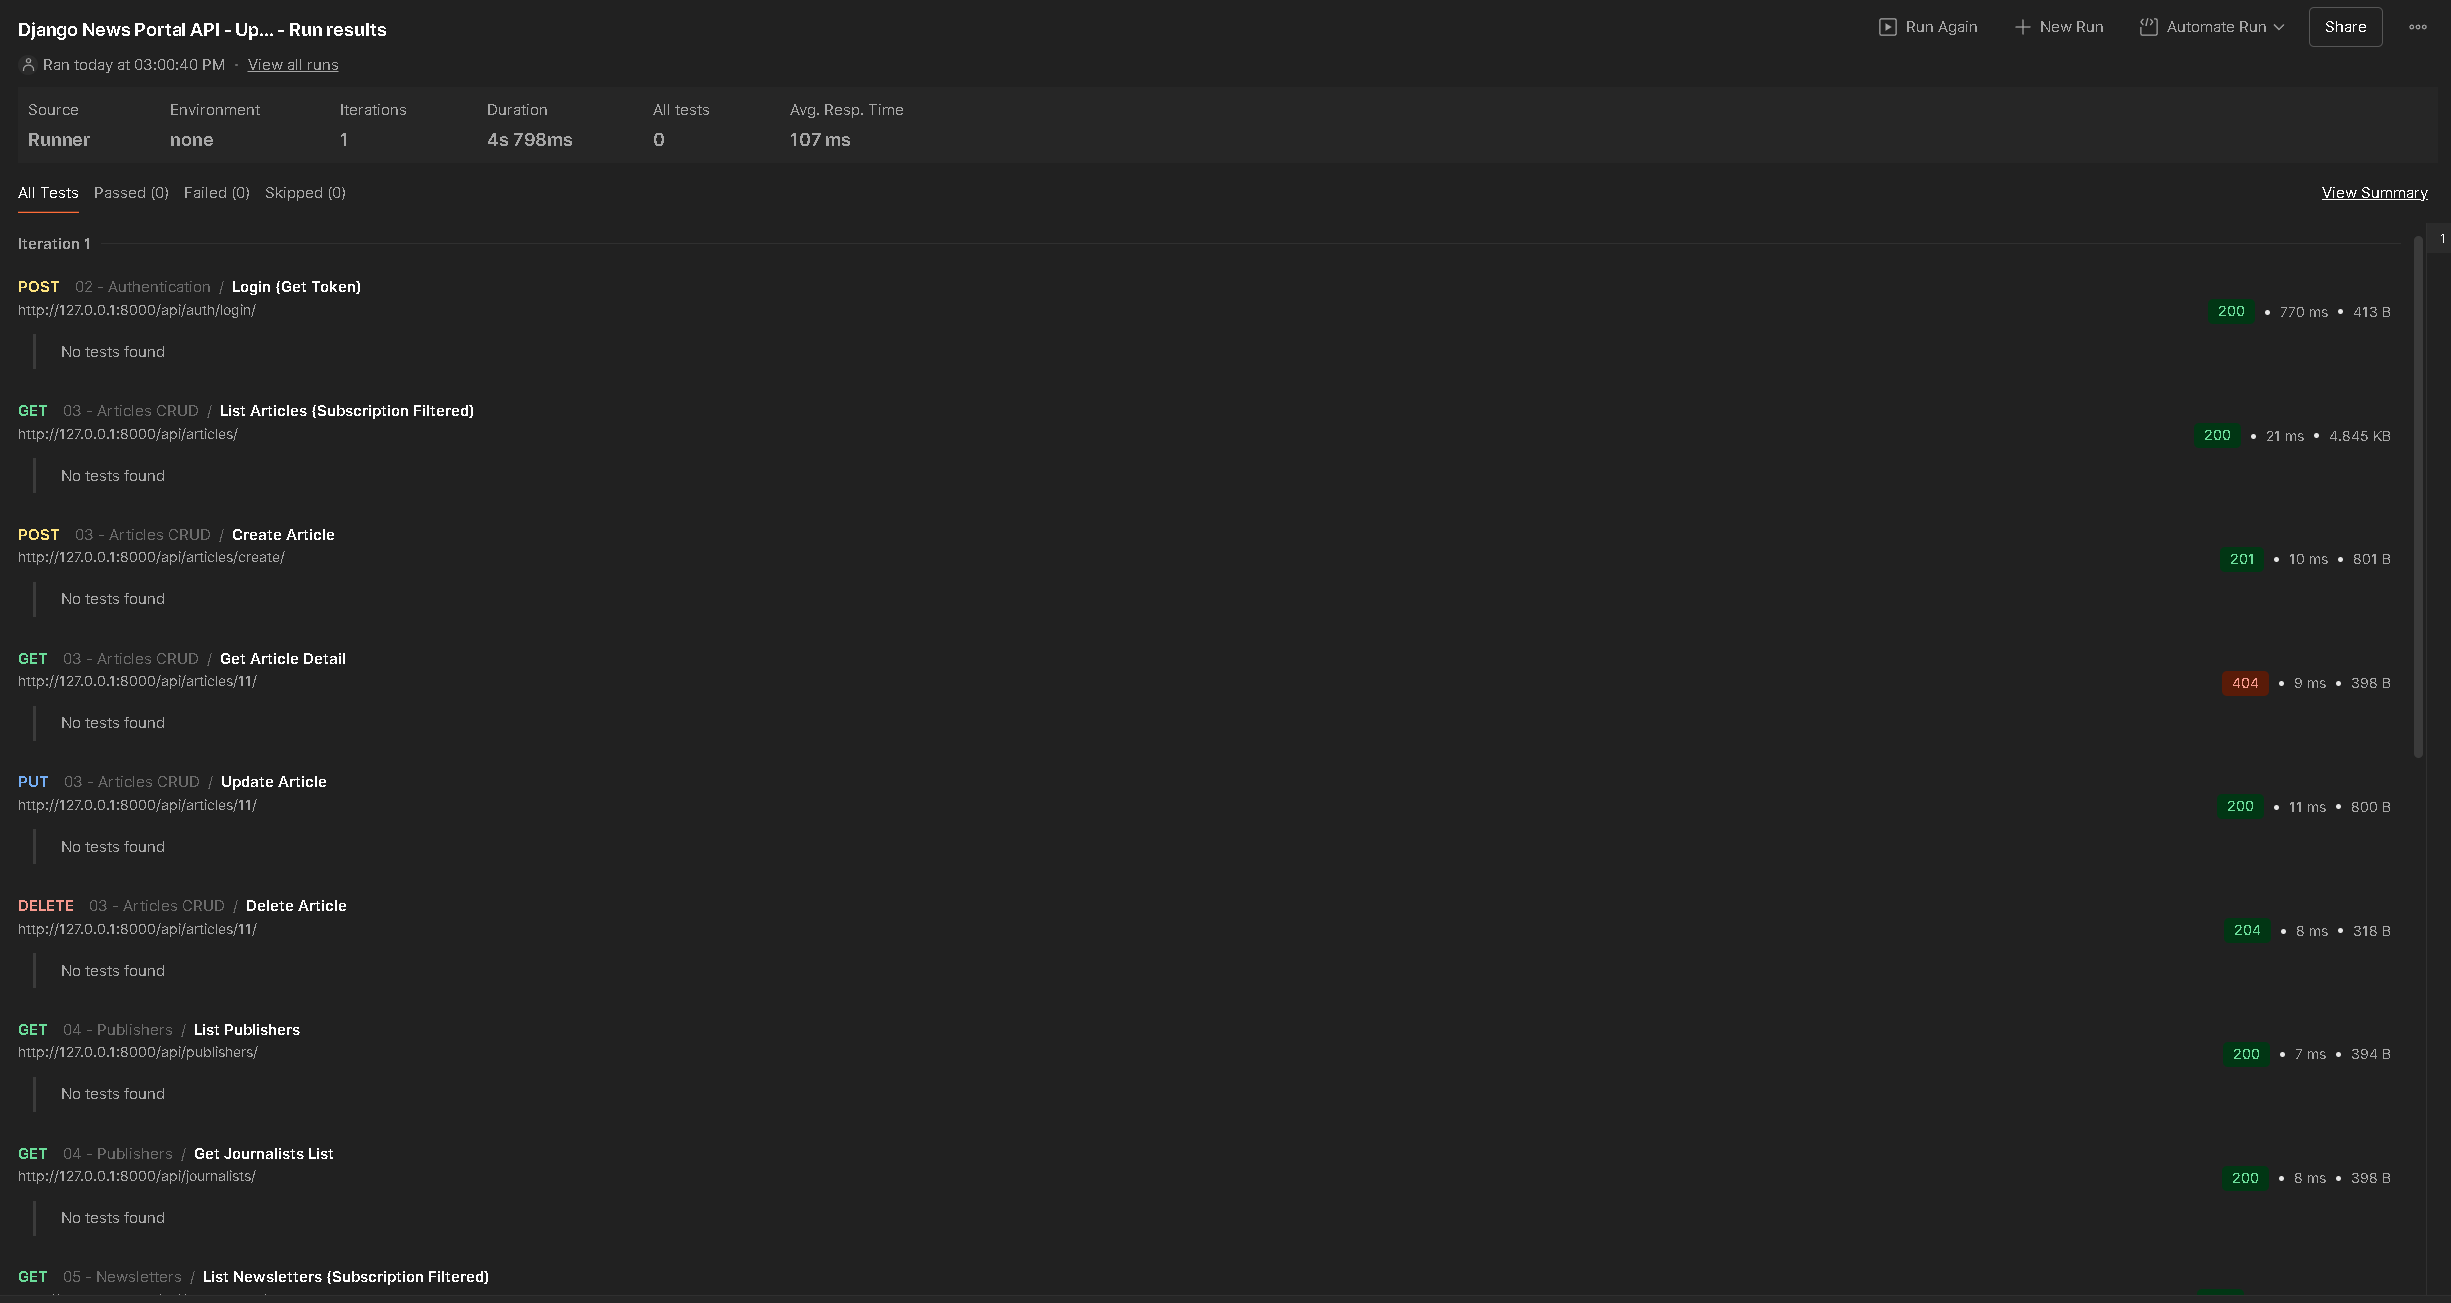 Django News Portal API - Up... - Run results
Run Again
New Run
Automate Run
Share
Ran today at 03:00:40 PM · View all runs
Source Environment Iterations Duration All tests Avg. Resp. Time
Runner none 1 4s 798ms 0 107 ms
All Tests Passed (0) Failed (0) Skipped (0) View Summary
Iteration 1
1
POST 02 - Authentication / Login (Get Token)
http://127.0.0.1:8000/api/auth/login/
200 • 770 ms • 413 B
No tests found
GET 03 - Articles CRUD / List Articles (Subscription Filtered)
http://127.0.0.1:8000/api/articles/
200 • 21 ms • 4.845 KB
No tests found
POST 03 - Articles CRUD / Create Article
http://127.0.0.1:8000/api/articles/create/
201 • 10 ms • 801 B
No tests found
GET 03 - Articles CRUD / Get Article Detail
http://127.0.0.1:8000/api/articles/11/
404 • 9 ms • 398 B
No tests found
PUT 03 - Articles CRUD / Update Article
http://127.0.0.1:8000/api/articles/11/
200 • 11 ms • 800 B
No tests found
DELETE 03 - Articles CRUD / Delete Article
http://127.0.0.1:8000/api/articles/11/
204 • 8 ms • 318 B
No tests found
GET 04 - Publishers / List Publishers
http://127.0.0.1:8000/api/publishers/
200 • 7 ms • 394 B
No tests found
GET 04 - Publishers / Get Journalists List
http://127.0.0.1:8000/api/journalists/
200 • 8 ms • 398 B
No tests found
GET 05 - Newsletters / List Newsletters (Subscription Filtered)